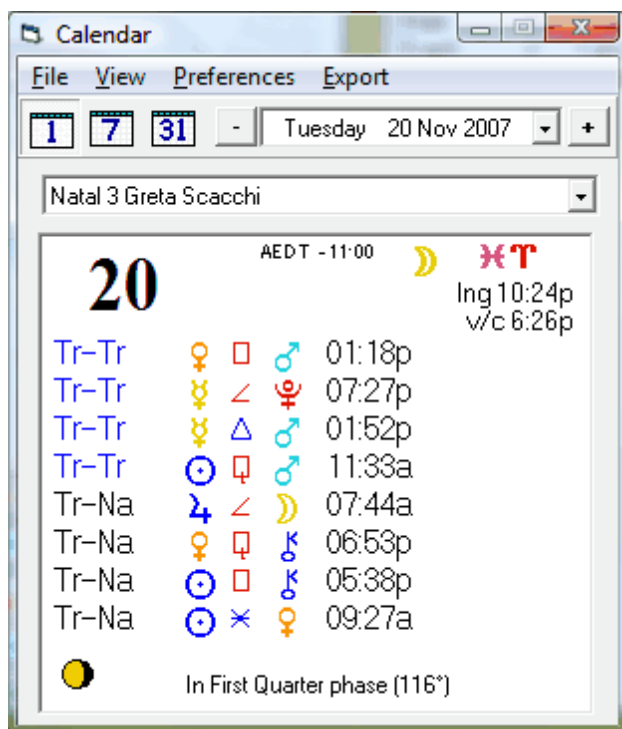 Calendar
File View Preferences Export
1 7 31 - Tuesday 20 Nov 2007 +
Natal 3 Greta Scacchi
20 AEDT -11:00 ☽ ♓♈
Ing 10:24p
v/c 6:26p
Tr-Tr ♀ □ ♂ 01:18p
Tr-Tr ☿ ∠ ♇ 07:27p
Tr-Tr ☿ △ ♂ 01:52p
Tr-Tr ☉ ⚼ ♂ 11:33a
Tr-Na ♃ ∠ ☽ 07:44a
Tr-Na ♀ ⚼ ⚷ 06:53p
Tr-Na ☉ □ ⚷ 05:38p
Tr-Na ☉ ⚹ ♀ 09:27a
In First Quarter phase (116°)